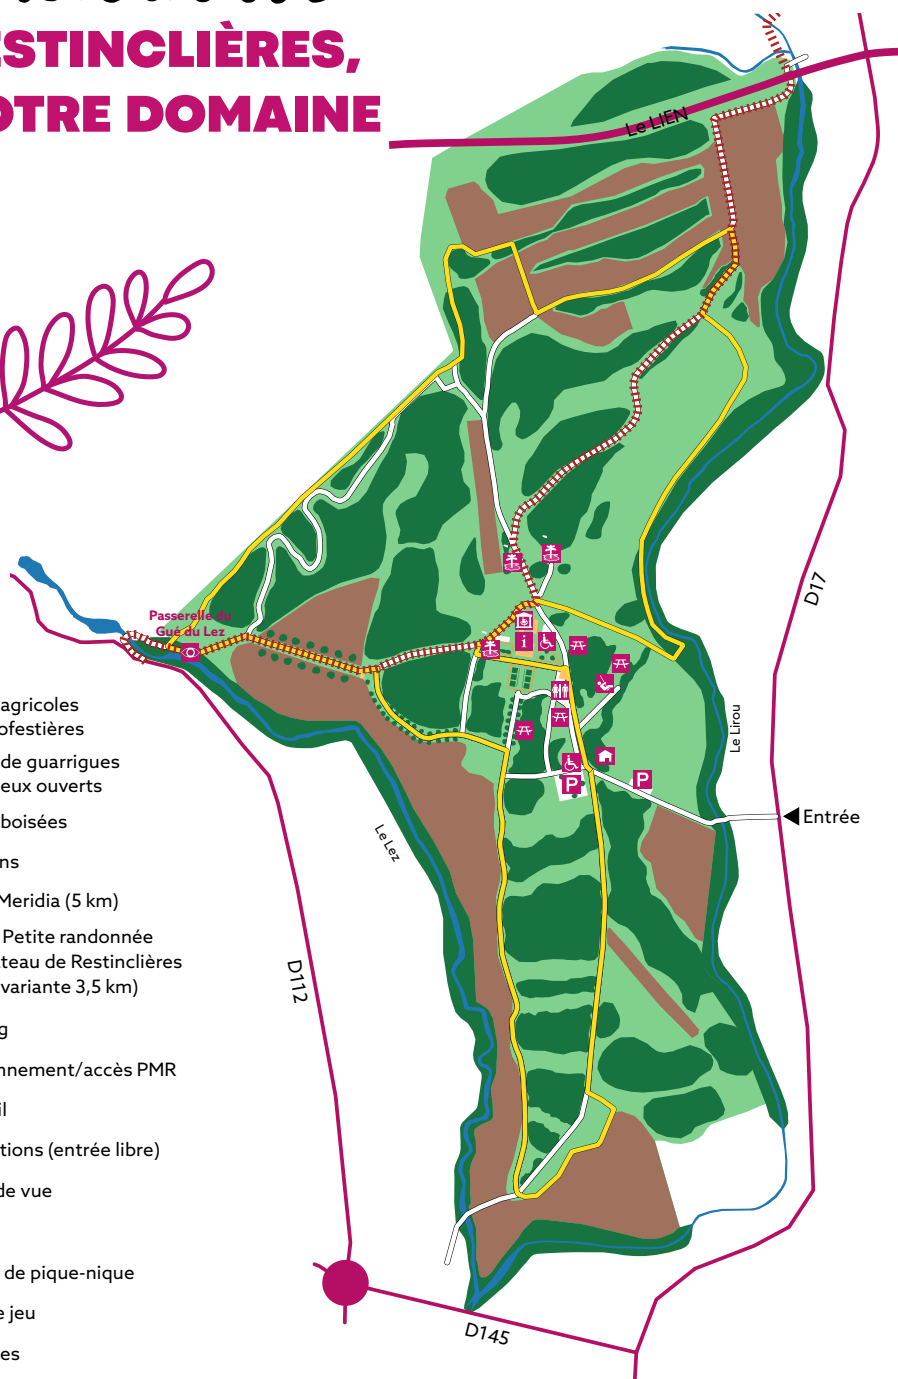 ESTINCLIÈRES,
OTRE DOMAINE
Le LIEN
D17
Passerelle du
Gué du Lez
agricoles
ofestières
de guarrigues
eux ouverts
boisées
ns
Meridia (5 km)
Petite randonnée
teau de Restinclières
variante 3,5 km)
g
nnement/accès PMR
il
tions (entrée libre)
de vue
de pique-nique
e jeu
es
Le Lirou
Entrée
Le Lez
D112
D145
i
P
P